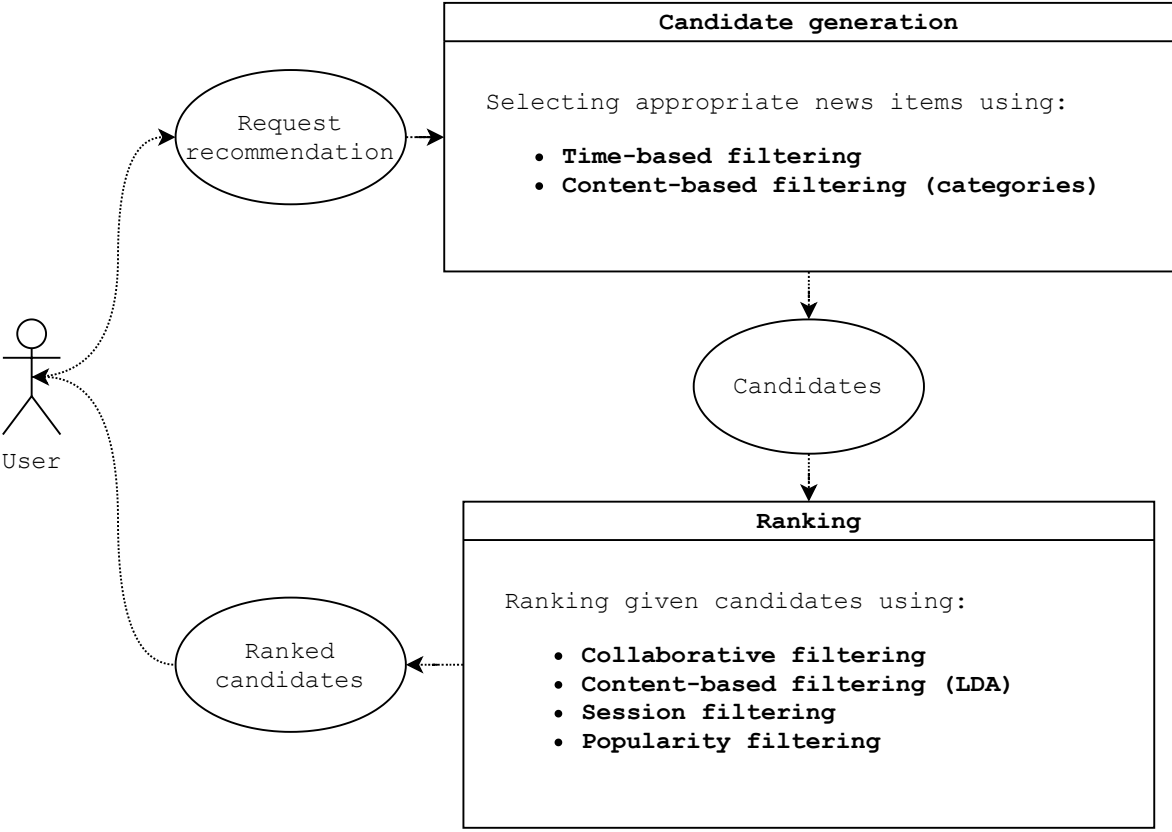 Candidate generation
Selecting appropriate news items using:
• Time-based filtering
• Content-based filtering (categories)
Request
recommendation
Candidates
User
Ranking
Ranking given candidates using:
• Collaborative filtering
• Content-based filtering (LDA)
• Session filtering
• Popularity filtering
Ranked
candidates